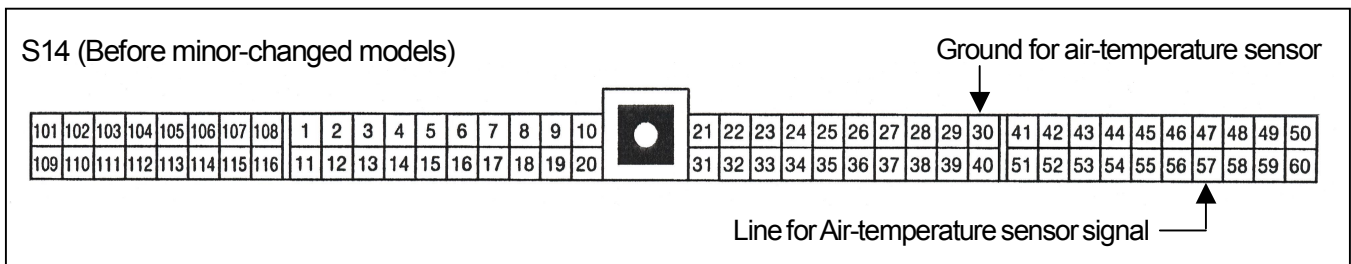 S14 (Before minor-changed models)
Ground for air-temperature sensor
101 102 103 104 105 106 107 108 1 2 3 4 5 6 7 8 9 10 21 22 23 24 25 26 27 28 29 30 41 42 43 44 45 46 47 48 49 50
109 110 111 112 113 114 115 116 11 12 13 14 15 16 17 18 19 20 31 32 33 34 35 36 37 38 39 40 51 52 53 54 55 56 57 58 59 60
Line for Air-temperature sensor signal